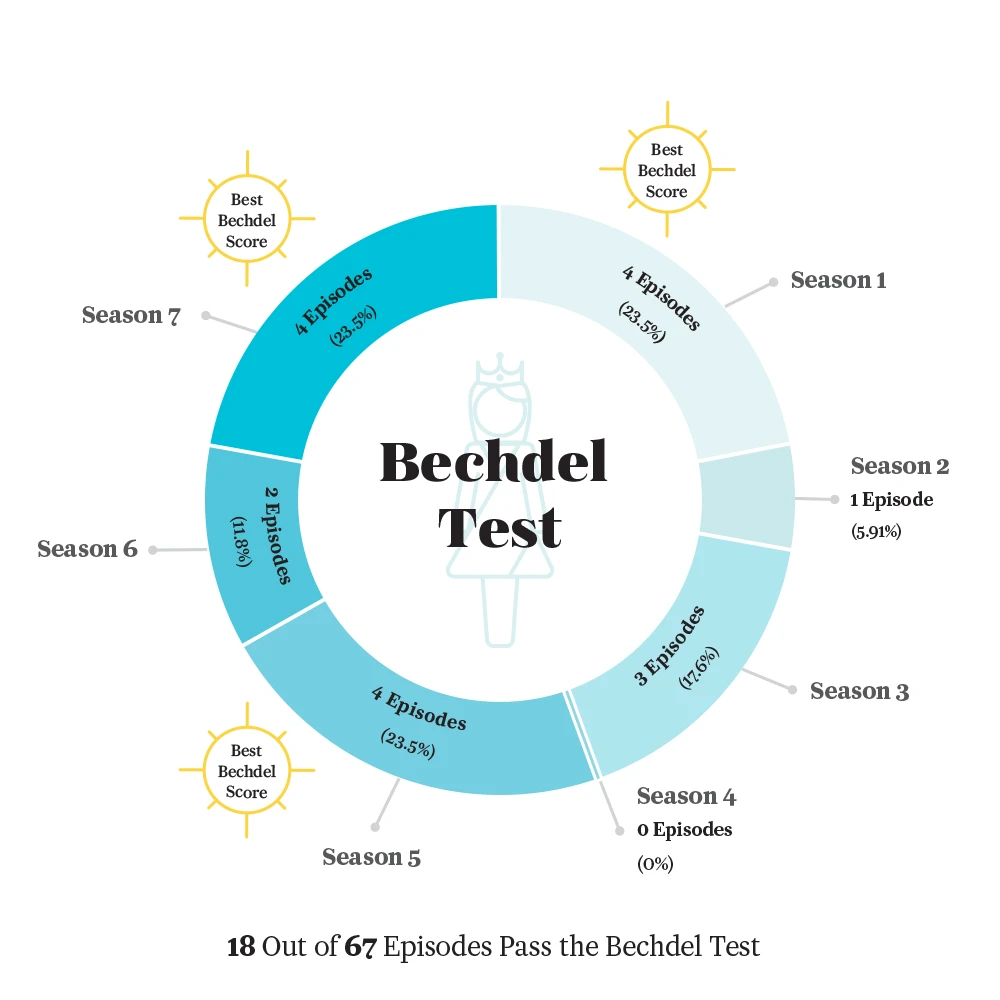 Best
Bechdel
Score
Best
Bechdel
Score
4 Episodes
(23.5%)
4 Episodes
(23.5%)
Season 1
Season 7
Bechdel
Test
Season 2
1 Episode
(5.91%)
2 Episodes
(11.8%)
Season 6
3 Episodes
(17.6%)
Season 3
4 Episodes
(23.5%)
Best
Bechdel
Score
Season 4
0 Episodes
(0%)
Season 5
18 Out of 67 Episodes Pass the Bechdel Test